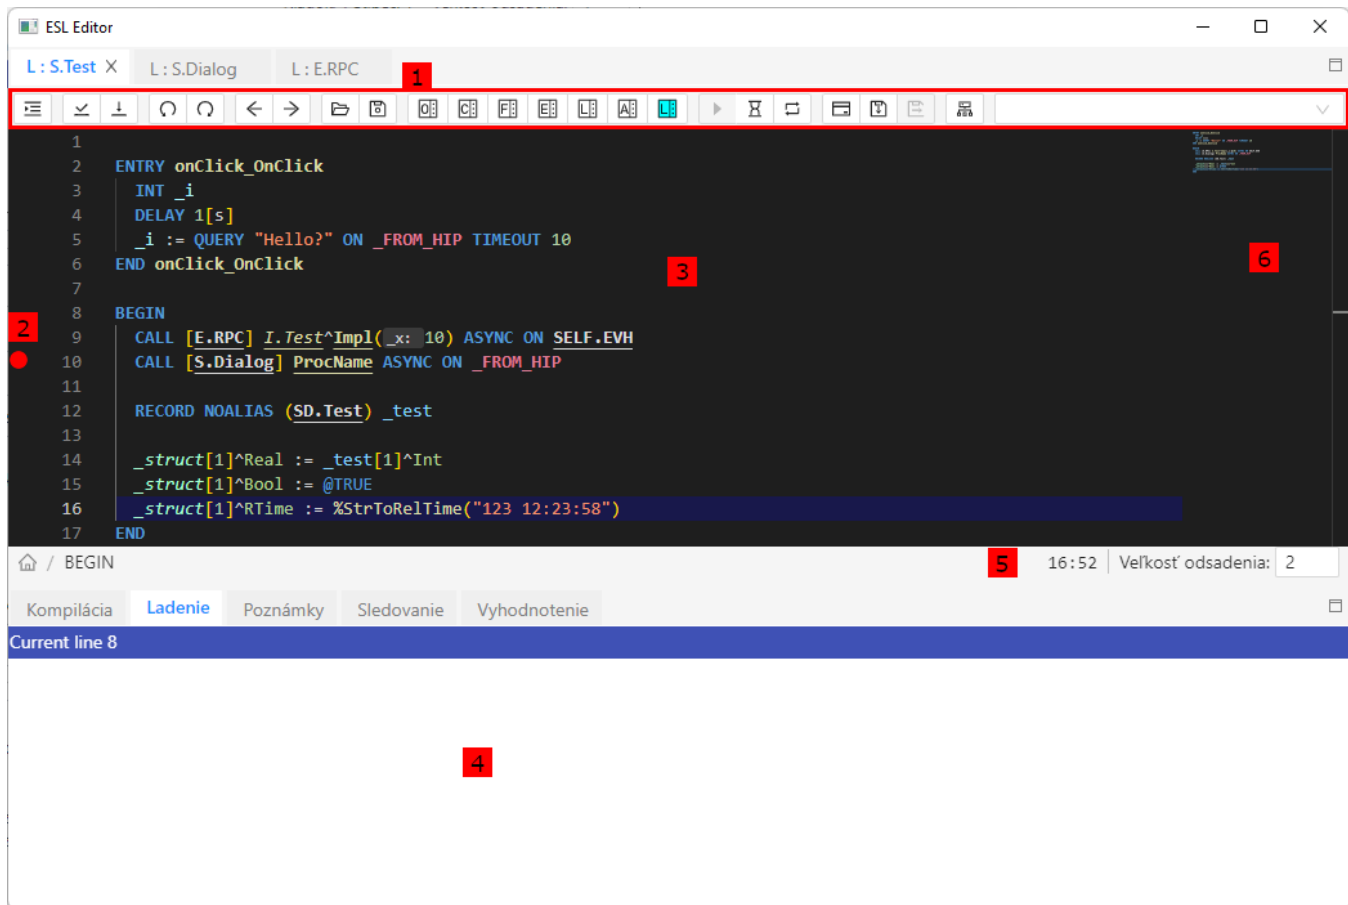 ESL Editor
L : S.Test L : S.Dialog L : E.RPC
1
O C F E L A L
1
2 ENTRY onClick_OnClick
3 INT _i
4 DELAY 1[s]
5 _i := QUERY "Hello?" ON _FROM_HIP TIMEOUT 10
6 END onClick_OnClick
3
6
7
8 BEGIN
2
9 CALL [E.RPC] I.Test^Impl(_x: 10) ASYNC ON SELF.EVH
10 CALL [S.Dialog] ProcName ASYNC ON _FROM_HIP
11
12 RECORD NOALIAS (SD.Test) _test
13
14 _struct[1]^Real := _test[1]^Int
15 _struct[1]^Bool := @TRUE
16 _struct[1]^RTime := %StrToRelTime("123 12:23:58")
17 END
/ BEGIN 5 16:52 Veľkosť odsadenia: 2
Kompilácia Ladenie Poznámky Sledovanie Vyhodnotenie
Current line 8
4